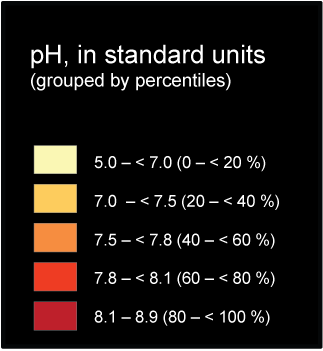 pH, in standard units
(grouped by percentiles)
5.0 – < 7.0 (0 – < 20 %)
7.0 – < 7.5 (20 – < 40 %)
7.5 – < 7.8 (40 – < 60 %)
7.8 – < 8.1 (60 – < 80 %)
8.1 – 8.9 (80 – < 100 %)